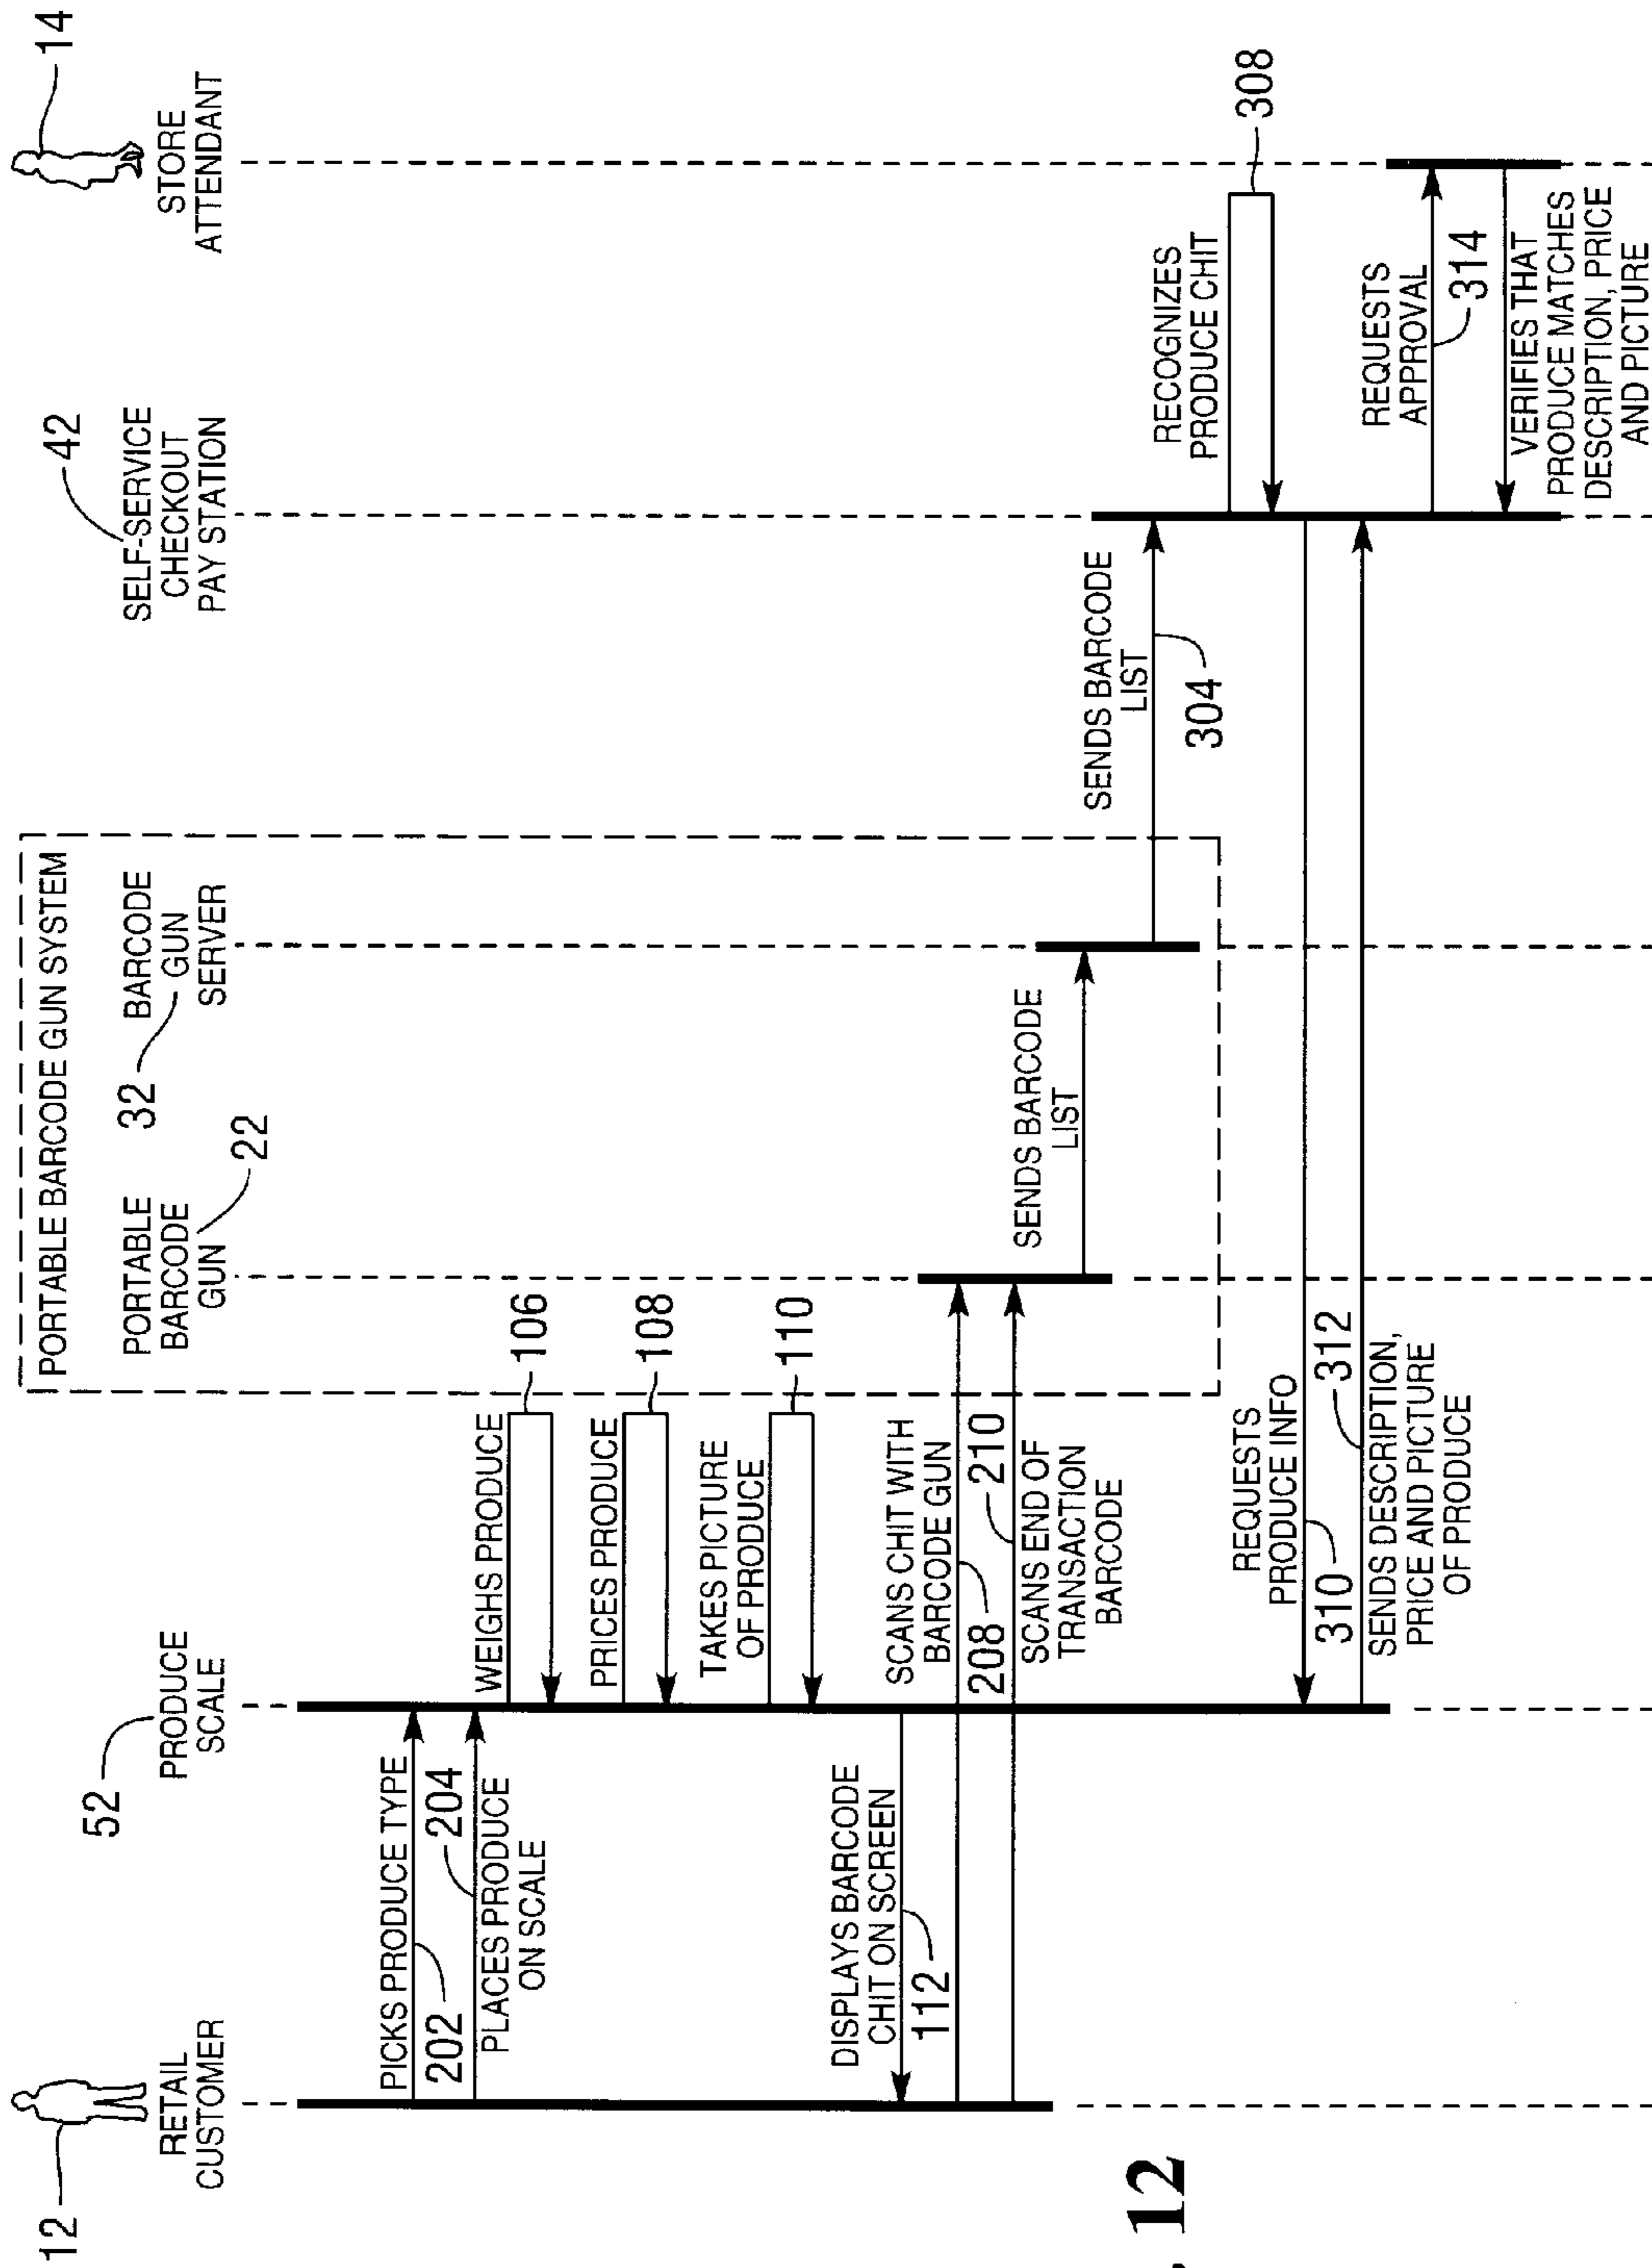 12
RETAIL
CUSTOMER
52
PRODUCE
SCALE
PORTABLE BARCODE GUN SYSTEM
PORTABLE
BARCODE
GUN
22
32
BARCODE
GUN
SERVER
42
SELF-SERVICE
CHECKOUT
PAY STATION
14
STORE
ATTENDANT
PICKS PRODUCE TYPE
202
204
PLACES PRODUCE
ON SCALE
WEIGHS PRODUCE
106
PRICES PRODUCE
108
TAKES PICTURE
OF PRODUCE
110
DISPLAYS BARCODE
CHIT ON SCREEN
112
SCANS CHIT WITH
BARCODE GUN
208
210
SCANS END OF
TRANSACTION
BARCODE
SENDS BARCODE
LIST
SENDS BARCODE
LIST
304
RECOGNIZES
PRODUCE CHIT
308
REQUESTS
PRODUCE INFO
310
312
SENDS DESCRIPTION,
PRICE AND PICTURE
OF PRODUCE
REQUESTS
APPROVAL
314
VERIFIES THAT
PRODUCE MATCHES
DESCRIPTION, PRICE
AND PICTURE
. 12